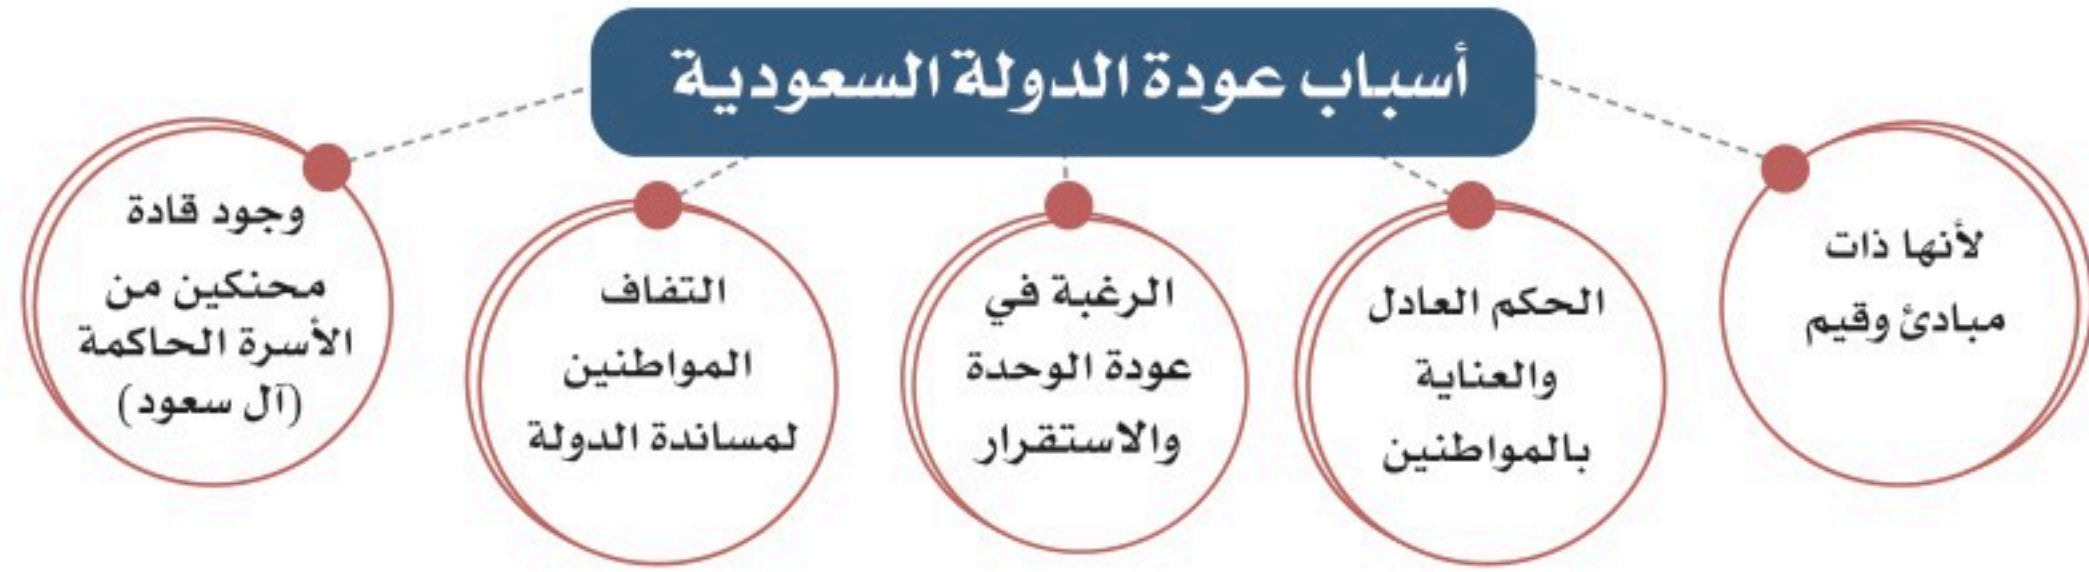 أسباب عودة الدولة السعودية
لأنها ذات
مبادئ وقيم
الحكم العادل
والعناية
بالمواطنين
الرغبة في
عودة الوحدة
والاستقرار
التفاف
المواطنين
لمساندة الدولة
وجود قادة
محنكين من
الأسرة الحاكمة
(آل سعود)